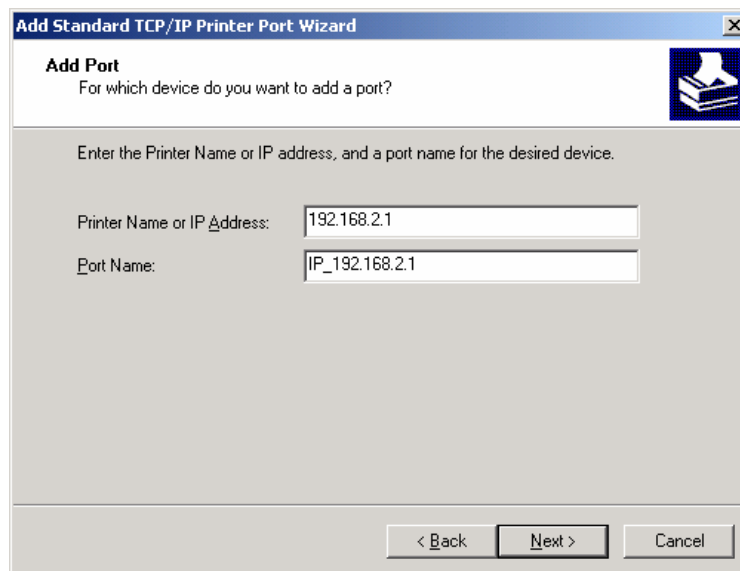 Add Standard TCP/IP Printer Port Wizard
Add Port
For which device do you want to add a port?
Enter the Printer Name or IP address, and a port name for the desired device.
Printer Name or IP Address: 192.168.2.1
Port Name: IP_192.168.2.1
< Back Next > Cancel